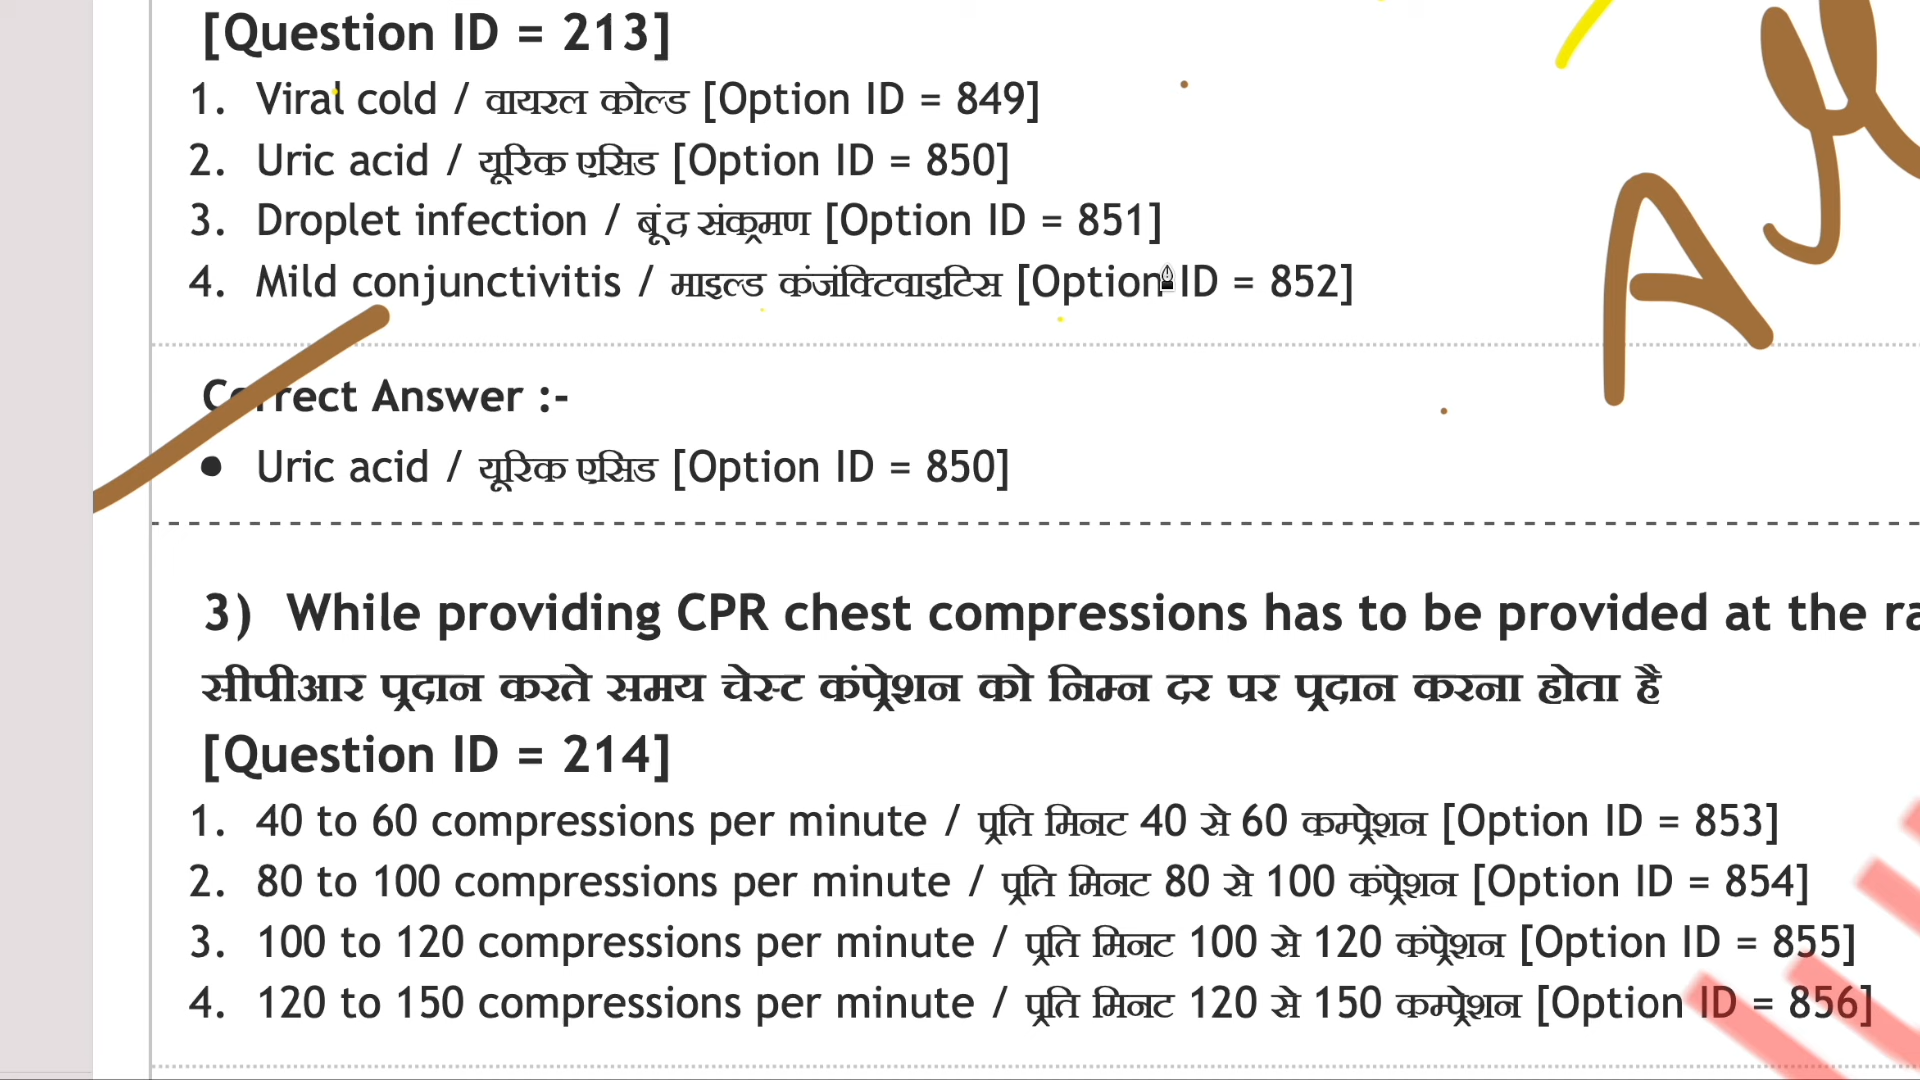 [Question ID = 213]
1. Viral cold / वायरल कोल्ड [Option ID = 849]
2. Uric acid / यूरिक एसिड [Option ID = 850]
3. Droplet infection / बूंद संक्रमण [Option ID = 851]
4. Mild conjunctivitis / माइल्ड कंजंक्टिवाइटिस [Option ID = 852]
Correct Answer :-
• Uric acid / यूरिक एसिड [Option ID = 850]
3) While providing CPR chest compressions has to be provided at the
सीपीआर प्रदान करते समय चेस्ट कंप्रेशन को निम्न दर पर प्रदान करना होता है
[Question ID = 214]
1. 40 to 60 compressions per minute / प्रति मिनट 40 से 60 कम्प्रेशन [Option ID = 853]
2. 80 to 100 compressions per minute / प्रति मिनट 80 से 100 कंप्रेशन [Option ID = 854]
3. 100 to 120 compressions per minute / प्रति मिनट 100 से 120 कंप्रेशन [Option ID = 855]
4. 120 to 150 compressions per minute / प्रति मिनट 120 से 150 कम्प्रेशन [Option ID = 856]